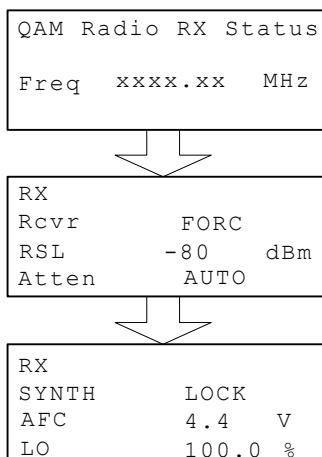 QAM Radio RX Status
Freq xxxx.xx MHz
RX
Rcvr FORC
RSL -80 dBm
Atten AUTO
RX
SYNTH LOCK
AFC 4.4 V
LO 100.0 %